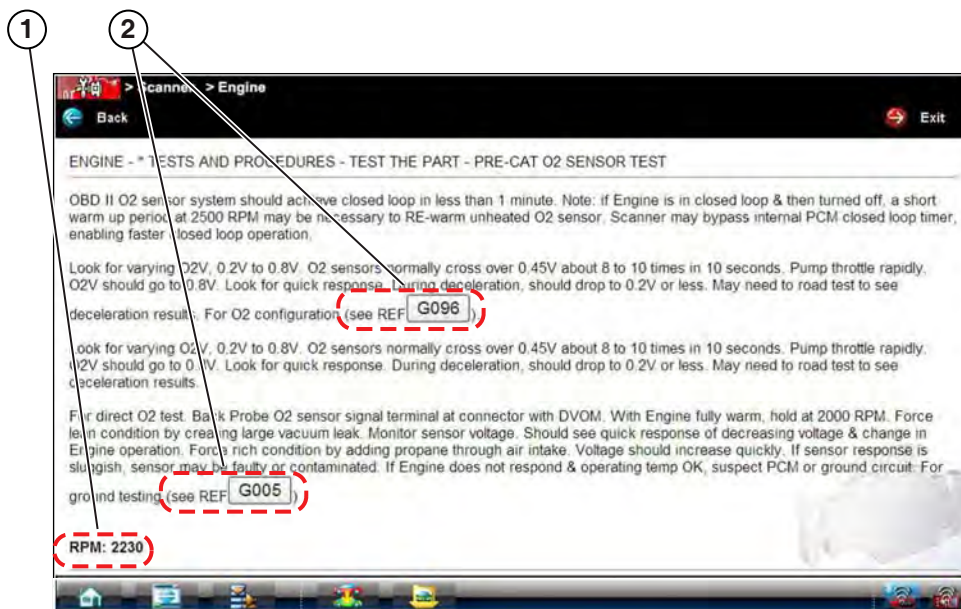 1 2
> Scanner > Engine
Back Exit
ENGINE - * TESTS AND PROCEDURES - TEST THE PART - PRE-CAT O2 SENSOR TEST
OBD II O2 sensor system should achieve closed loop in less than 1 minute. Note: if Engine is in closed loop & then turned off, a short
warm up period at 2500 RPM may be necessary to RE-warm unheated O2 sensor. Scanner may bypass internal PCM closed loop timer,
enabling faster closed loop operation.
Look for varying O2V, 0.2V to 0.8V. O2 sensors normally cross over 0.45V about 8 to 10 times in 10 seconds. Pump throttle rapidly.
O2V should go to 0.8V. Look for quick response. During deceleration, should drop to 0.2V or less. May need to road test to see
deceleration results. For O2 configuration (see REF G096 ).
Look for varying O2V, 0.2V to 0.8V. O2 sensors normally cross over 0.45V about 8 to 10 times in 10 seconds. Pump throttle rapidly.
O2V should go to 0.8V. Look for quick response. During deceleration, should drop to 0.2V or less. May need to road test to see
deceleration results.
For direct O2 test. Back Probe O2 sensor signal terminal at connector with DVOM. With Engine fully warm, hold at 2000 RPM. Force
lean condition by creating large vacuum leak. Monitor sensor voltage. Should see quick response of decreasing voltage & change in
Engine operation. Force rich condition by adding propane through air intake. Voltage should increase quickly. If sensor response is
sluggish, sensor may be faulty or contaminated. If Engine does not respond & operating temp OK, suspect PCM or ground circuit. For
ground testing (see REF G005 )
RPM: 2230